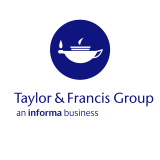 Taylor & Francis Group
an informa business